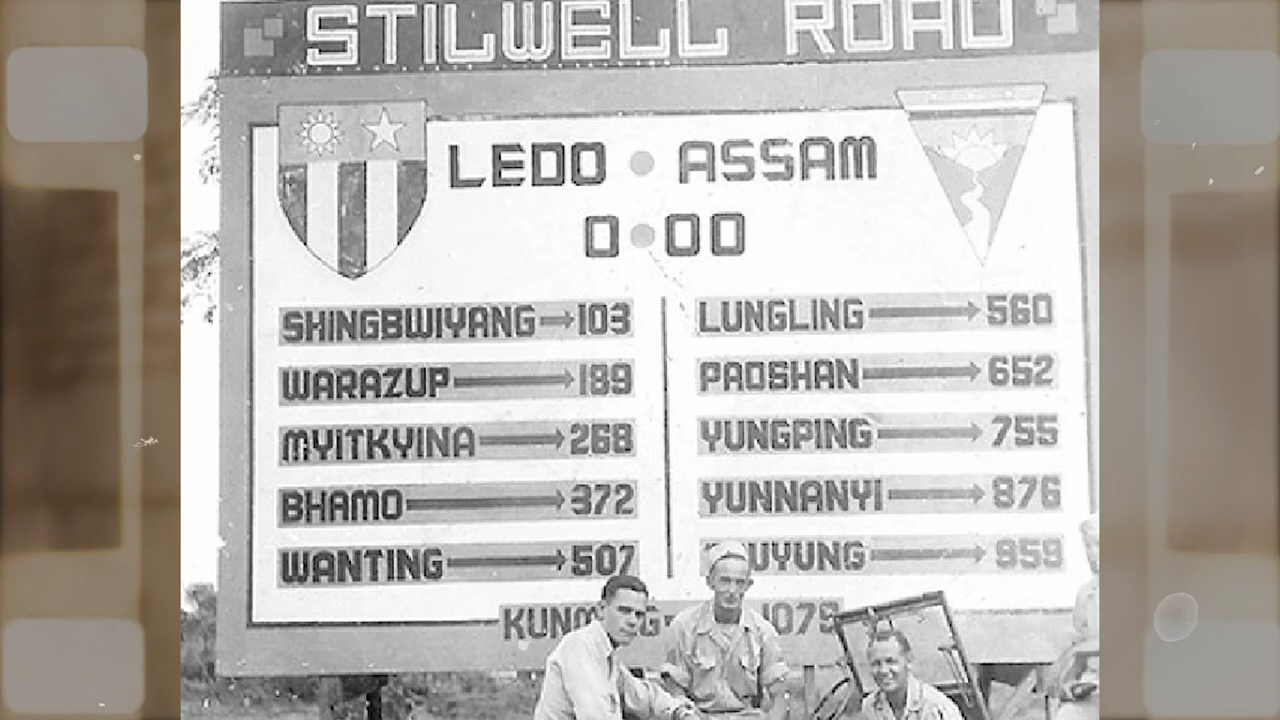 STILWELL ROAD
LEDO • ASSAM
0•00
SHINGBWIYANG → 103
WARAZUP → 189
MYITKYINA → 268
BHAMO → 372
WANTING → 507
LUNGLING → 560
PAOSHAN → 652
YUNGPING → 755
YUNNANYI → 876
959